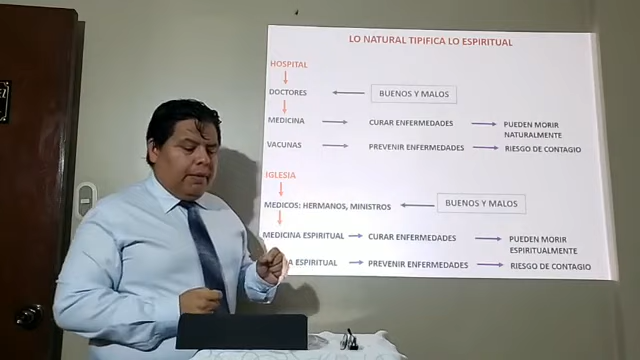 LO NATURAL TIPIFICA LO ESPIRITUAL
HOSPITAL
DOCTORES
BUENOS Y MALOS
MEDICINA
CURAR ENFERMEDADES
PUEDEN MORIR
NATURALMENTE
VACUNAS
PREVENIR ENFERMEDADES
RIESGO DE CONTAGIO
IGLESIA
MEDICOS: HERMANOS, MINISTROS
BUENOS Y MALOS
MEDICINA ESPIRITUAL
CURAR ENFERMEDADES
PUEDEN MORIR
ESPIRITUALMENTE
ESPIRITUAL
PREVENIR ENFERMEDADES
RIESGO DE CONTAGIO